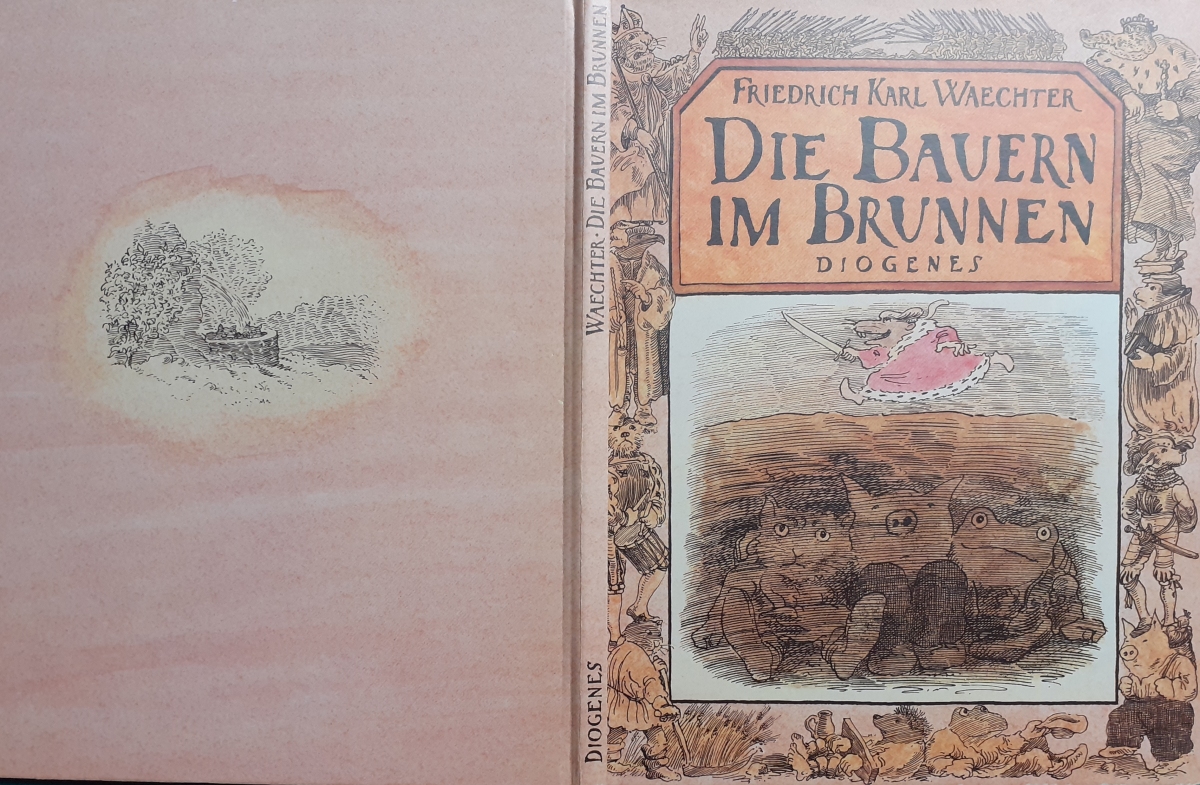 WAECHTER · DIE BAUERN IM BRUNNEN
DIOGENES
FRIEDRICH KARL WAECHTER
DIE BAUERN
IM BRUNNEN
DIOGENES